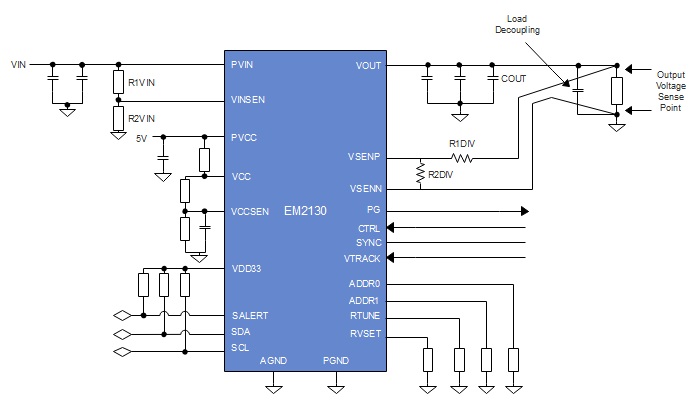 Load
Decoupling
VIN
PVIN
VOUT
R1VIN
COUT
Output
Voltage
Sense
Point
VINSEN
R2VIN
5V
PVCC
R1DIV
VSENP
VCC
R2DIV
VSENN
VCCSEN
EM2130
PG
CTRL
SYNC
VTRACK
VDD33
ADDR0
ADDR1
SALERT
RTUNE
SDA
RVSET
SCL
AGND
PGND